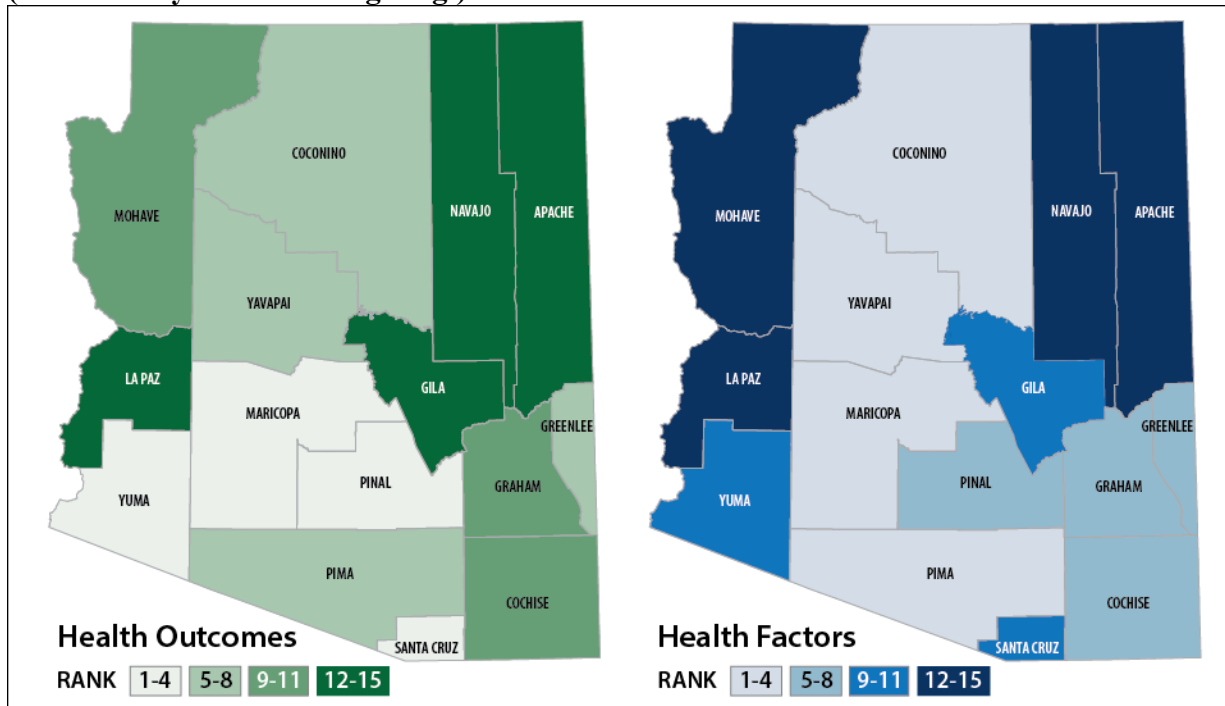 COCONINO
NAVAJO
APACHE
MOHAVE
YAVAPAI
LA PAZ
GILA
MARICOPA
GREENLEE
PINAL
GRAHAM
YUMA
PIMA
COCHISE
SANTA CRUZ
Health Outcomes
RANK 1-4 5-8 9-11 12-15
COCONINO
NAVAJO
APACHE
MOHAVE
YAVAPAI
LA PAZ
GILA
MARICOPA
GREENLEE
PINAL
GRAHAM
YUMA
PIMA
COCHISE
SANTA CRUZ
Health Factors
RANK 1-4 5-8 9-11 12-15